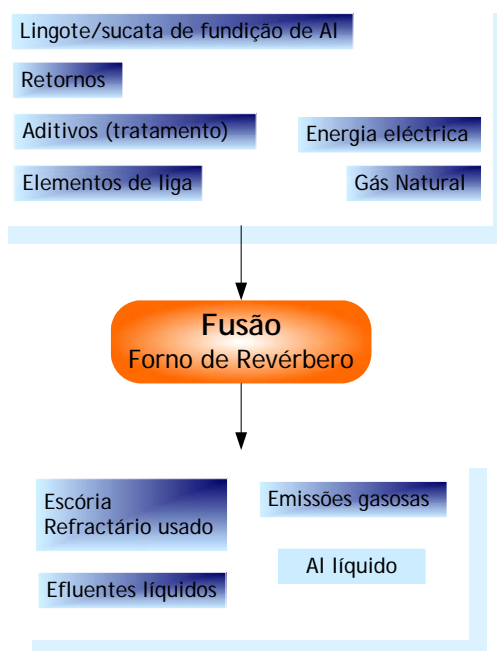 Lingote/sucata de fundição de Al
Retornos
Aditivos (tratamento)
Energia eléctrica
Elementos de liga
Gás Natural
Fusão
Forno de Revérbero
Escória
Refractário usado
Emissões gasosas
Al líquido
Efluentes líquidos